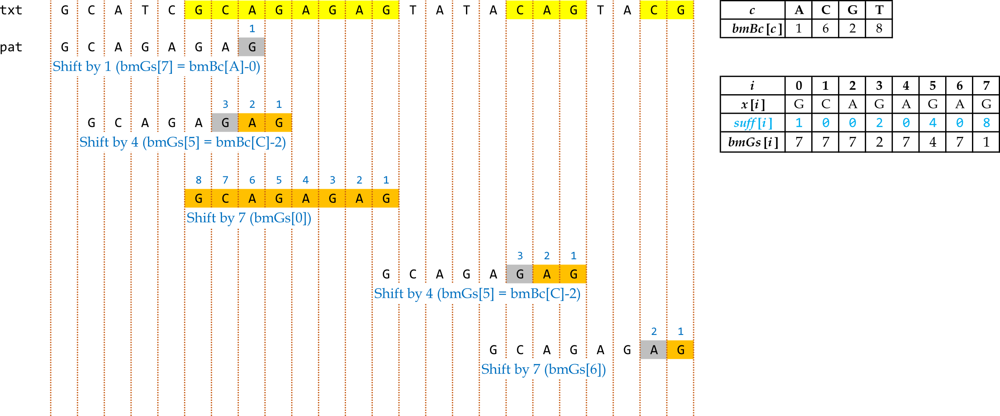 txt G C A T C G C A G A G A G T A T A C A G T A C G
1
pat G C A G A G A G
Shift by 1 (bmGs[7] = bmBc[A]-0)
3 2 1
G C A G A G A G
Shift by 4 (bmGs[5] = bmBc[C]-2)
8 7 6 5 4 3 2 1
G C A G A G A G
Shift by 7 (bmGs[0])
3 2 1
G C A G A G A G
Shift by 4 (bmGs[5] = bmBc[C]-2)
2 1
G C A G A G A G
Shift by 7 (bmGs[6])
c A C G T
bmBc[c] 1 6 2 8
i 0 1 2 3 4 5 6 7
x[i] G C A G A G A G
suff[i] 1 0 0 2 0 4 0 8
bmGs[i] 7 7 7 2 7 4 7 1